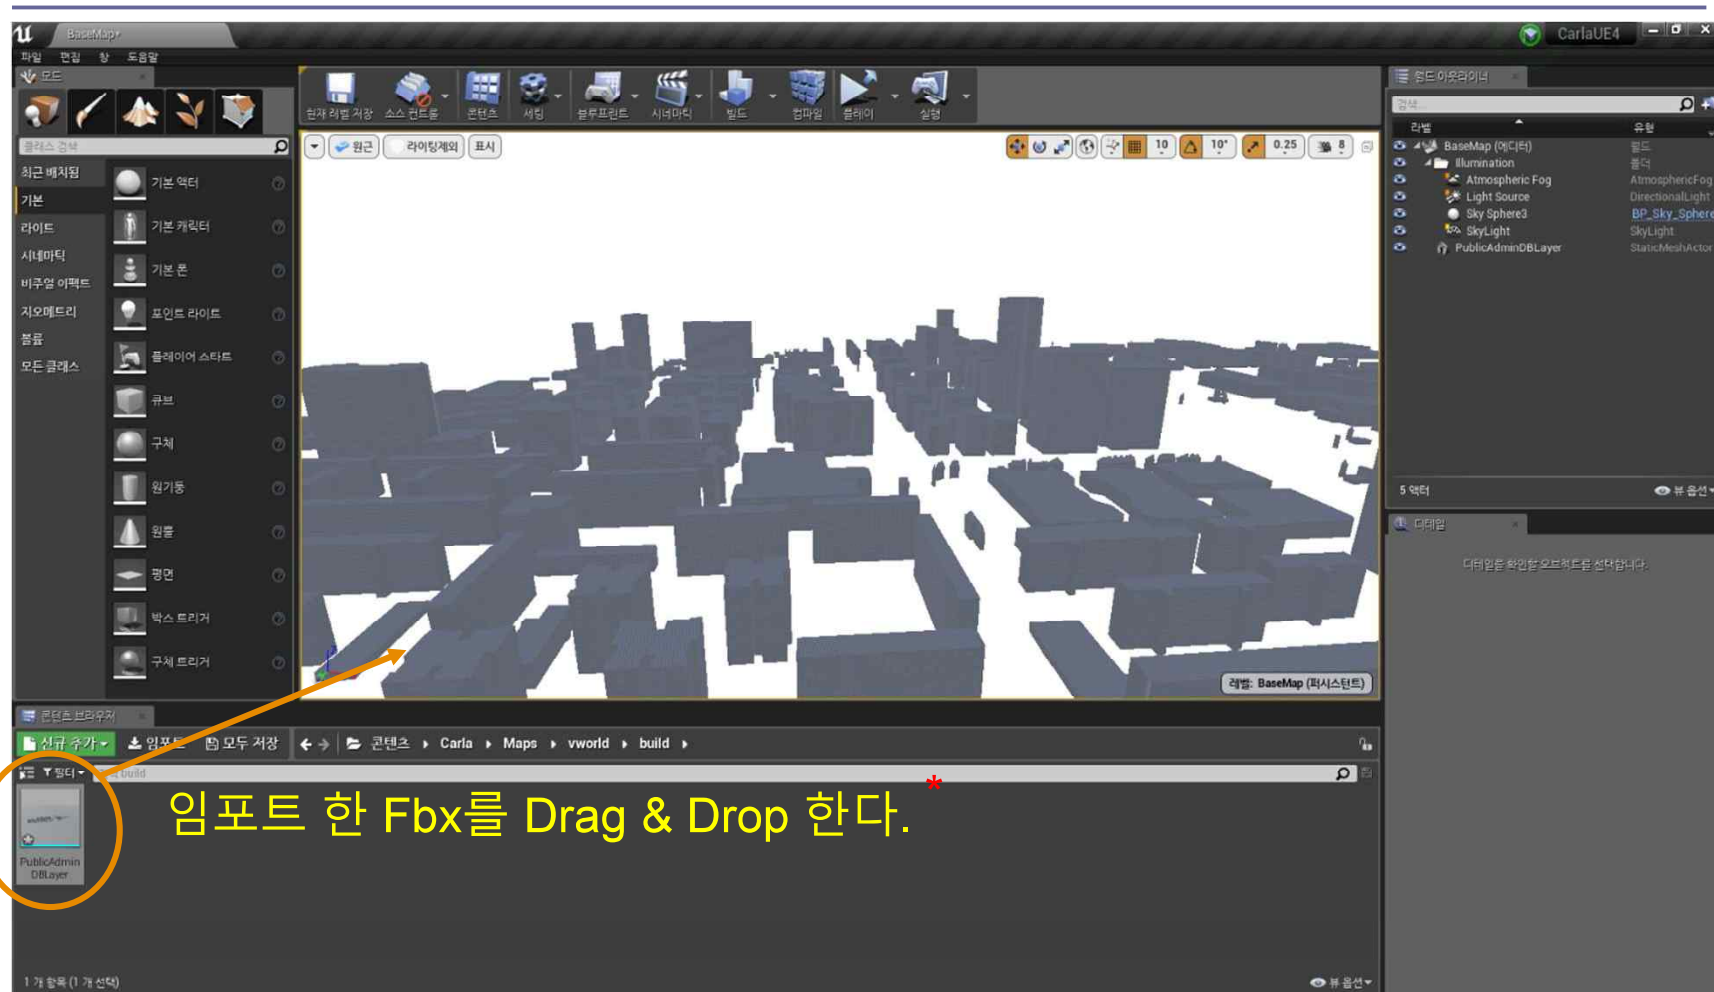 BaseMap*
CarlaUE4
파일 편집 창 도움말
모드
월드 아웃라이너
현재 레벨 저장 소스 컨트롤 콘텐츠 세팅 블루프린트 시네마틱 빌드 컴파일 플레이 실행
검색...
라벨 유형
클래스 검색
원근 라이팅제외 표시
10 10° 0.25 8
BaseMap (에디터) 월드
Illumination 폴더
Atmospheric Fog AtmosphericFog
Light Source DirectionalLight
Sky Sphere3 BP_Sky_Sphere
SkyLight SkyLight
PublicAdminDBLayer StaticMeshActor
최근 배치됨
기본
라이트
시네마틱
비주얼 이펙트
지오메트리
볼륨
모든 클래스
기본 액터
기본 캐릭터
기본 폰
포인트 라이트
플레이어 스타트
큐브
구체
원기둥
원뿔
평면
박스 트리거
구체 트리거
5 액터 뷰 옵션
디테일
디테일을 확인할 오브젝트를 선택합니다.
레벨: BaseMap (퍼시스턴트)
콘텐츠 브라우저
신규 추가 임포트 모두 저장 콘텐츠 Carla Maps vworld build
필터 build
임포트 한 Fbx를 Drag & Drop 한다. *
PublicAdmin
DBLayer
1 개 항목 (1 개 선택) 뷰 옵션